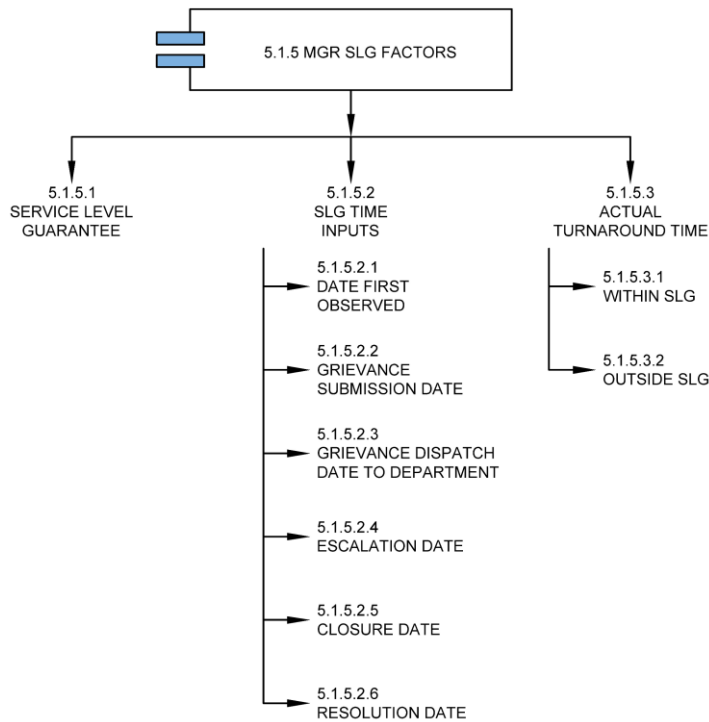 5.1.5 MGR SLG FACTORS
5.1.5.1
SERVICE LEVEL
GUARANTEE
5.1.5.2
SLG TIME
INPUTS
5.1.5.2.1
DATE FIRST
OBSERVED
5.1.5.2.2
GRIEVANCE
SUBMISSION DATE
5.1.5.2.3
GRIEVANCE DISPATCH
DATE TO DEPARTMENT
5.1.5.2.4
ESCALATION DATE
5.1.5.2.5
CLOSURE DATE
5.1.5.2.6
RESOLUTION DATE
5.1.5.3
ACTUAL
TURNAROUND TIME
5.1.5.3.1
WITHIN SLG
5.1.5.3.2
OUTSIDE SLG